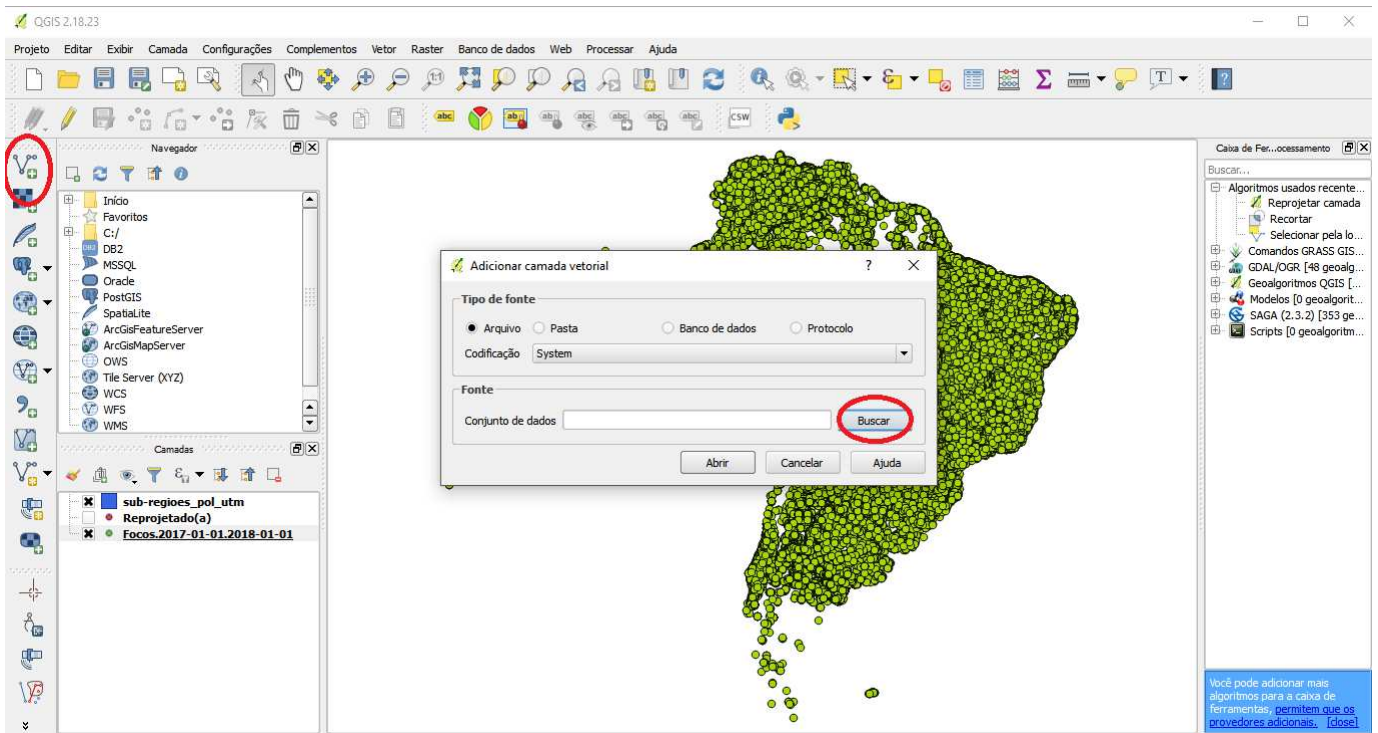 QGIS 2.18.23
Projeto Editar Exibir Camada Configurações Complementos Vetor Raster Banco de dados Web Processar Ajuda
Navegador
Início
Favoritos
C:/
DB2
MSSQL
Oracle
PostGIS
SpatiaLite
ArcGisFeatureServer
ArcGisMapServer
OWS
Tile Server (XYZ)
WCS
WFS
WMS
Camadas
sub-regioes_pol_utm
Reprojetado(a)
Focos.2017-01-01.2018-01-01
Adicionar camada vetorial
Tipo de fonte
Arquivo Pasta Banco de dados Protocolo
Codificação System
Fonte
Conjunto de dados Buscar
Abrir Cancelar Ajuda
Caixa de Fer...ocessamento
Buscar...
Algoritmos usados recente...
Reprojetar camada
Recortar
Selecionar pela lo...
Comandos GRASS GIS...
GDAL/OGR [48 geoalg...
Geoalgoritmos QGIS [...
Modelos [0 geoalgorit...
SAGA (2.3.2) [353 ge...
Scripts [0 geoalgoritm...
Você pode adicionar mais
algoritmos para a caixa de
ferramentas, permitem que os
provedores adicionais. [close]